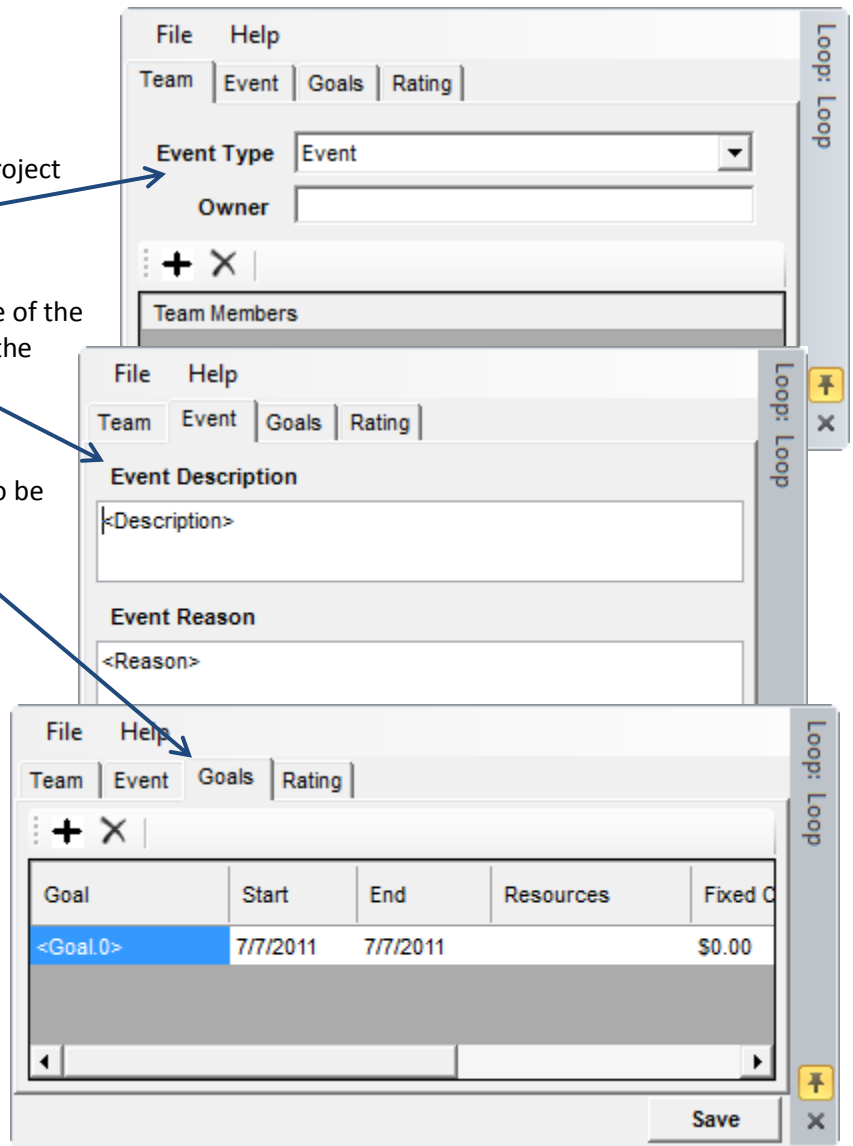 File Help
Team Event Goals Rating
Loop: Loop
Event Type Event
oject
Owner
e of the
Team Members
the
File Help
Team Event Goals Rating
Loop: Loop
Event Description
<Description>
o be
Event Reason
<Reason>
File Help
Team Event Goals Rating
Loop: Loop
Goal Start End Resources Fixed C
<Goal.0> 7/7/2011 7/7/2011 $0.00
Save